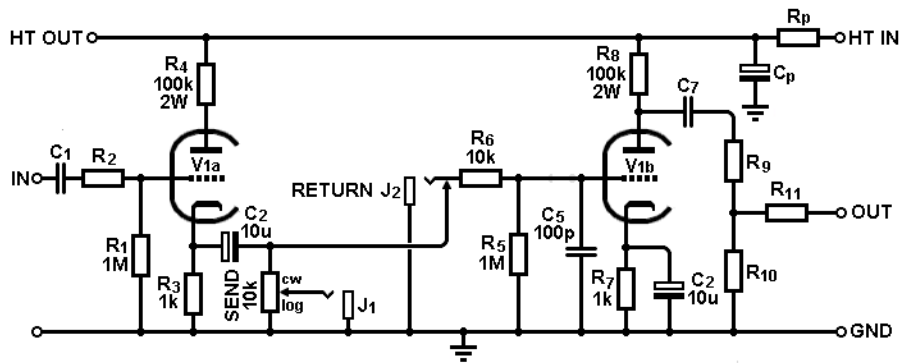 HT OUT
Rp
HT IN
R4
100k
2W
R8
100k
2W
Cp
C7
C1
R2
V1a
R6
10k
V1b
R9
IN
RETURN J2
R11
OUT
C2
10u
C5
100p
R1
1M
R3
1k
SEND
10k
cw
log
J1
R5
1M
R7
1k
C2
10u
R10
GND